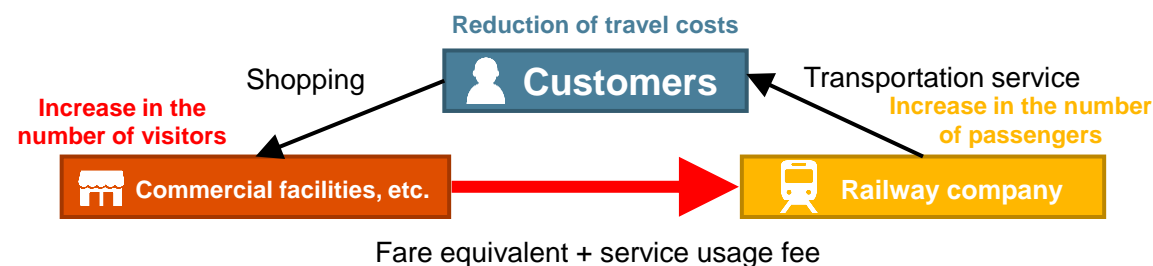 Reduction of travel costs
Customers
Shopping
Transportation service
Increase in the
number of visitors
Increase in the number
of passengers
Commercial facilities, etc.
Railway company
Fare equivalent + service usage fee